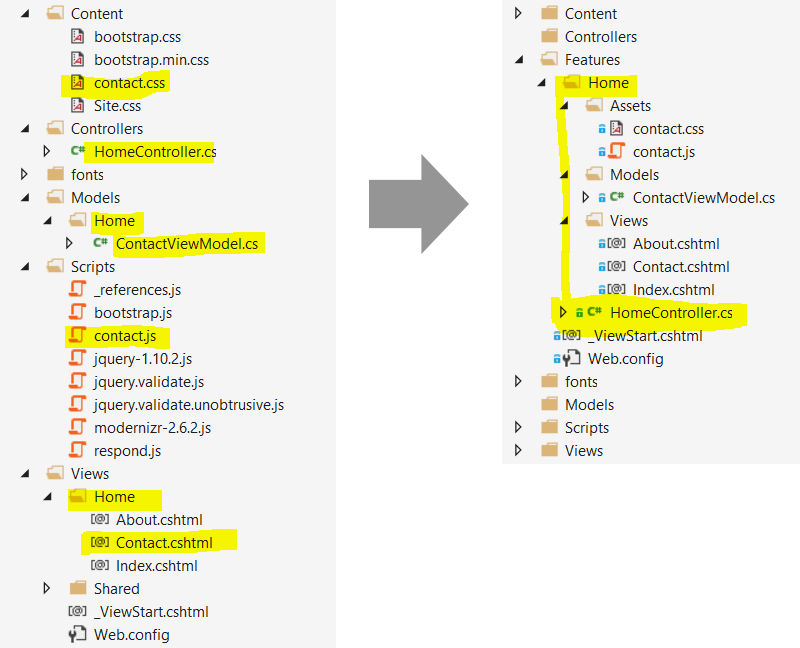 Content
bootstrap.css
bootstrap.min.css
contact.css
Site.css
Controllers
C# HomeController.cs
fonts
Models
Home
C# ContactViewModel.cs
Scripts
_references.js
bootstrap.js
contact.js
jquery-1.10.2.js
jquery.validate.js
jquery.validate.unobtrusive.js
modernizr-2.6.2.js
respond.js
Views
Home
[@] About.cshtml
[@] Contact.cshtml
[@] Index.cshtml
Shared
[@] _ViewStart.cshtml
Web.config
Content
Controllers
Features
Home
Assets
contact.css
contact.js
Models
C# ContactViewModel.cs
Views
[@] About.cshtml
[@] Contact.cshtml
[@] Index.cshtml
C# HomeController.cs
[@] _ViewStart.cshtml
Web.config
fonts
Models
Scripts
Views